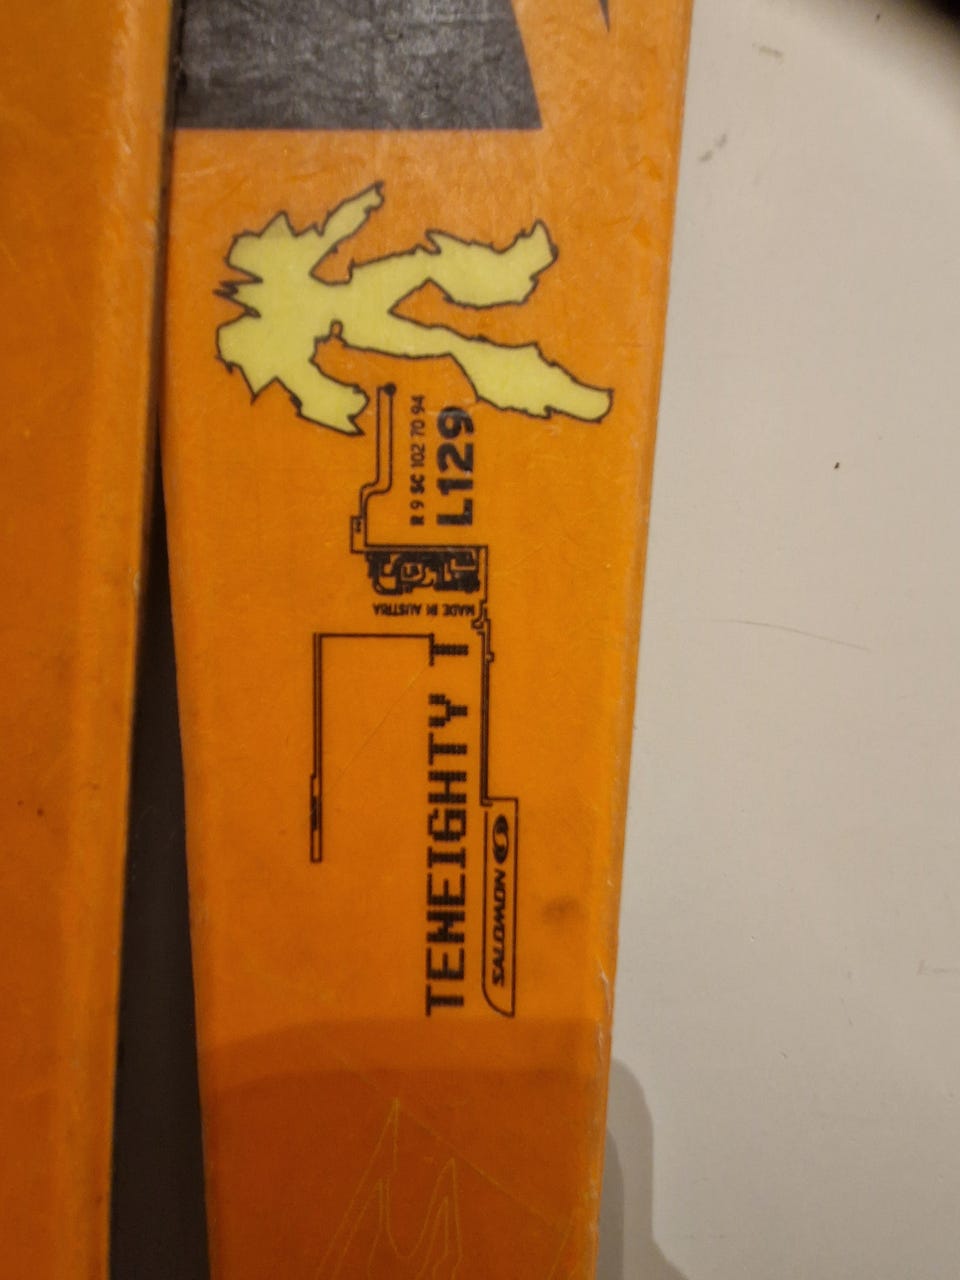 R 9 SC 102 70 94
L129
MADE IN AUSTRIA
TENEIGHTY T
SALOMON